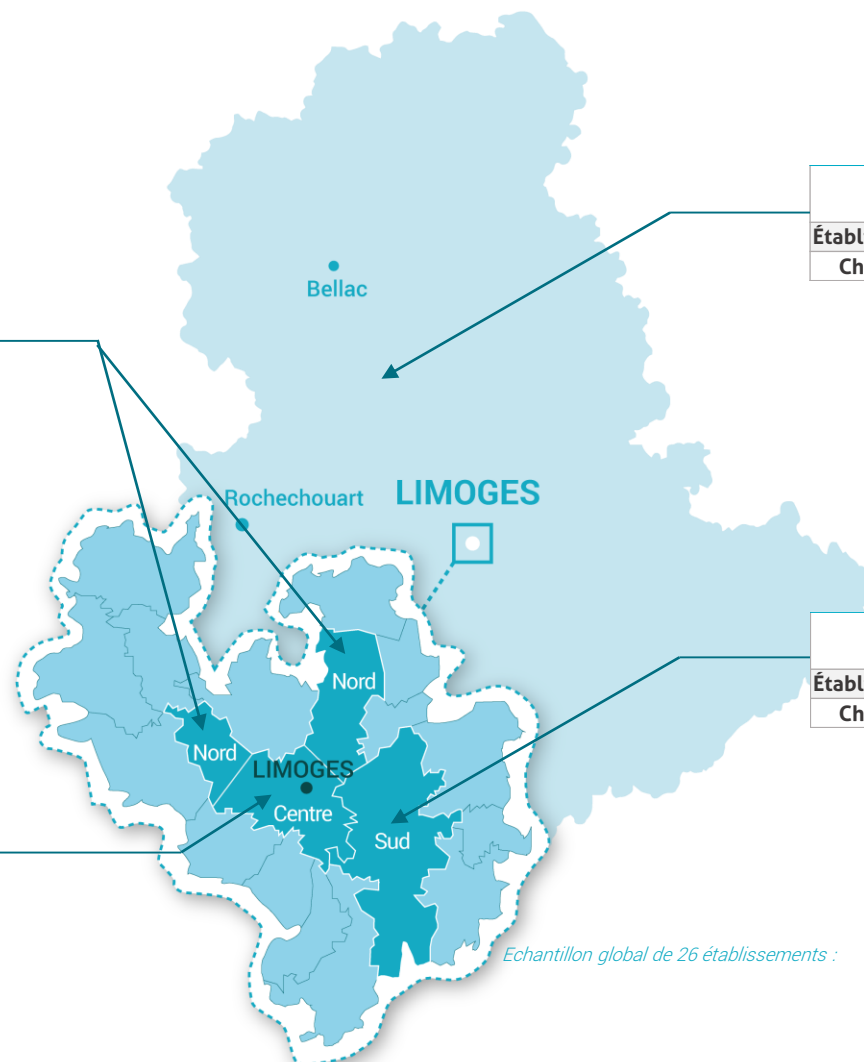 Établ
Ch
Bellac
Rochechouart
LIMOGES
Nord
Établ
Ch
Nord
LIMOGES
Centre
Sud
Echantillon global de 26 établissements :